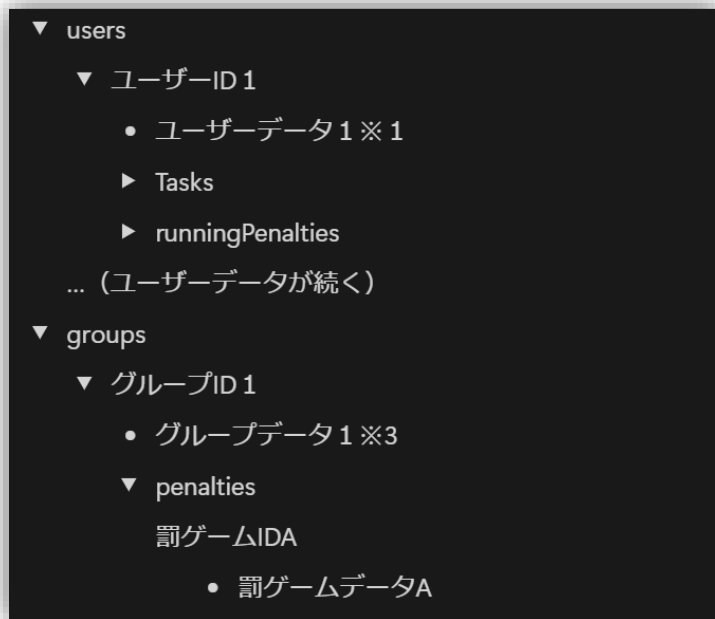 users
ユーザーID１
ユーザーデータ１※１
Tasks
runningPenalties
...（ユーザーデータが続く）
groups
グループID１
グループデータ１※3
penalties
罰ゲームIDA
罰ゲームデータA